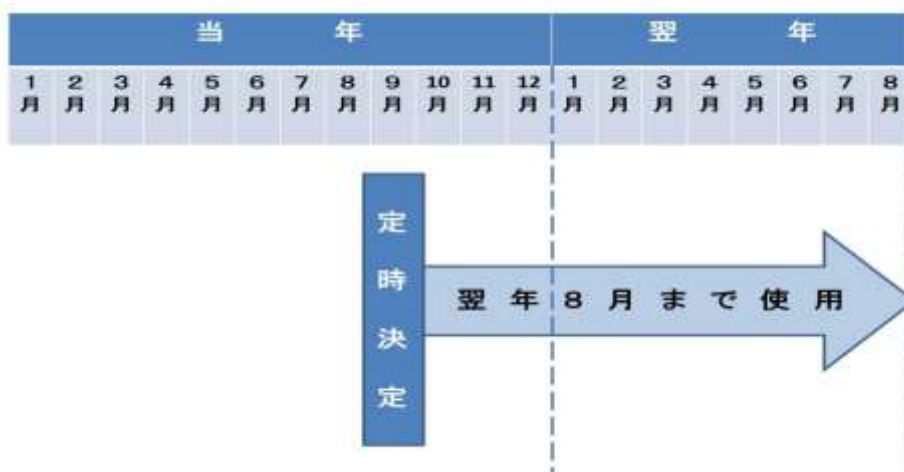 当年 翌年
1月 2月 3月 4月 5月 6月 7月 8月 9月 10月 11月 12月 1月 2月 3月 4月 5月 6月 7月 8月
定時決定
翌年8月まで使用